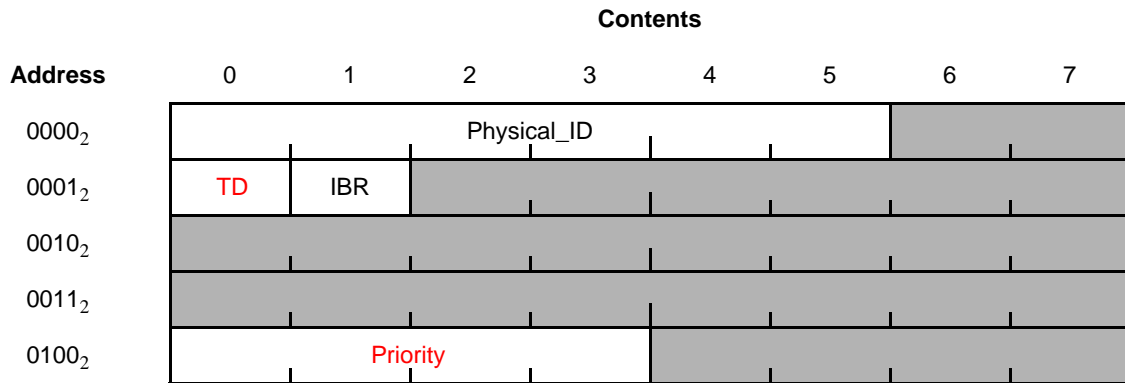 Contents
Address 0 1 2 3 4 5 6 7
0000₂ Physical_ID
0001₂ TD IBR
0010₂
0011₂
0100₂ Priority